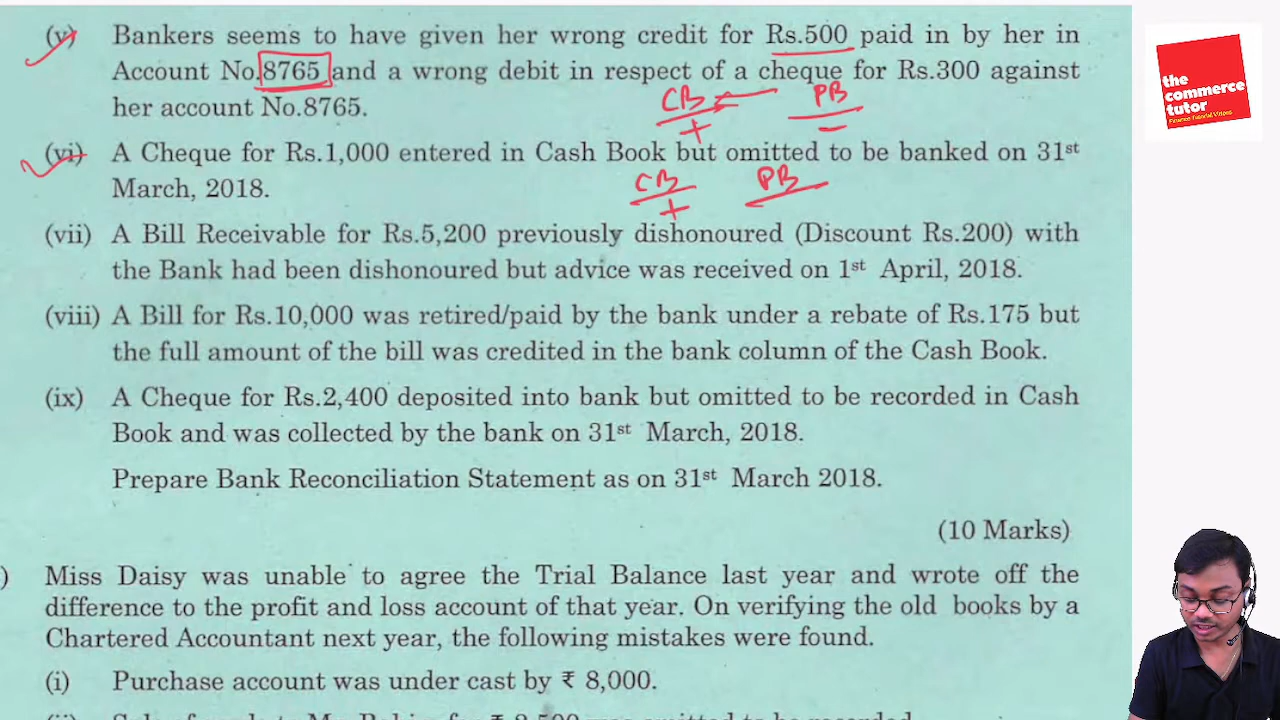 (v) Bankers seems to have given her wrong credit for Rs.500 paid in by her in
Account No.8765 and a wrong debit in respect of a cheque for Rs.300 against
her account No.8765.
CB PB
+ −
(vi) A Cheque for Rs.1,000 entered in Cash Book but omitted to be banked on 31st
March, 2018.
CB PB
+
(vii) A Bill Receivable for Rs.5,200 previously dishonoured (Discount Rs.200) with
the Bank had been dishonoured but advice was received on 1st April, 2018.
(viii) A Bill for Rs.10,000 was retired/paid by the bank under a rebate of Rs.175 but
the full amount of the bill was credited in the bank column of the Cash Book.
(ix) A Cheque for Rs.2,400 deposited into bank but omitted to be recorded in Cash
Book and was collected by the bank on 31st March, 2018.
Prepare Bank Reconciliation Statement as on 31st March 2018.
(10 Marks)
) Miss Daisy was unable to agree the Trial Balance last year and wrote off the
difference to the profit and loss account of that year. On verifying the old books by a
Chartered Accountant next year, the following mistakes were found.
(i) Purchase account was under cast by ₹ 8,000.
the
commerce
tutor